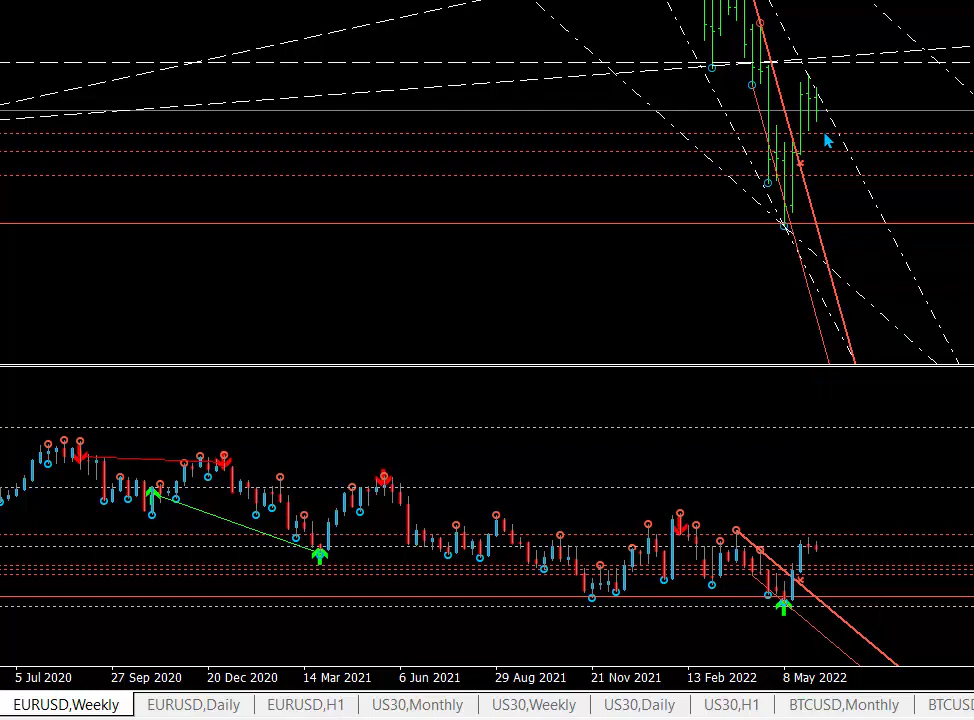 5 Jul 2020 27 Sep 2020 20 Dec 2020 14 Mar 2021 6 Jun 2021 29 Aug 2021 21 Nov 2021 13 Feb 2022 8 May 2022
EURUSD,Weekly EURUSD,Daily EURUSD,H1 US30,Monthly US30,Weekly US30,Daily US30,H1 BTCUSD,Monthly BTCUS